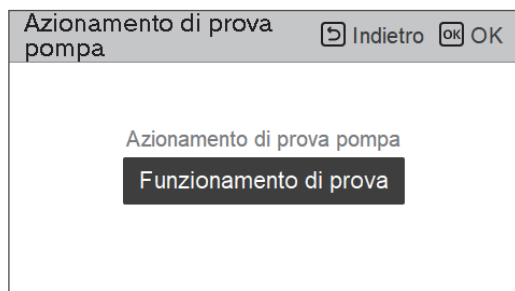 Azionamento di prova
pompa
Indietro OK OK
Azionamento di prova pompa
Funzionamento di prova